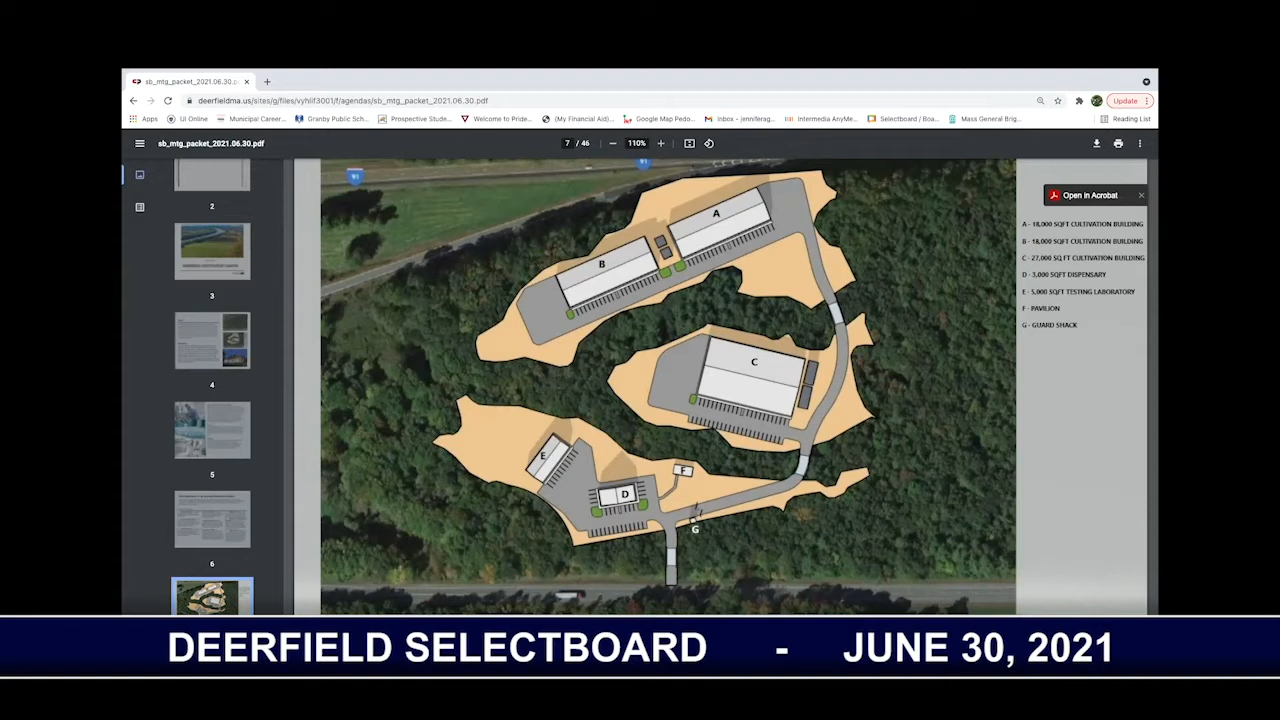 sb_mtg_packet_2021.06.30.p
deerfieldma.us/sites/g/files/vyhlif3001/f/agendas/sb_mtg_packet_2021.06.30.pdf
Update
Apps
UI Online
Municipal Career...
Granby Public Sch...
Prospective Stude...
Welcome to Pride...
(My Financial Aid)...
Google Map Pedo...
Inbox - jenniferag...
Intermedia AnyMe...
Selectboard / Boa...
Mass General Brig...
Reading List
sb_mtg_packet_2021.06.30.pdf
7 / 46
110%
2
3
4
5
6
91
91
A
B
C
D
E
F
G
Open in Acrobat
A - 18,000 SQFT CULTIVATION BUILDING
B - 18,000 SQFT CULTIVATION BUILDING
C - 27,000 SQ FT CULTIVATION BUILDING
D - 3,000 SQFT DISPENSARY
E - 5,000 SQFT TESTING LABORATORY
F - PAVILION
G - GUARD SHACK
DEERFIELD SELECTBOARD - JUNE 30, 2021